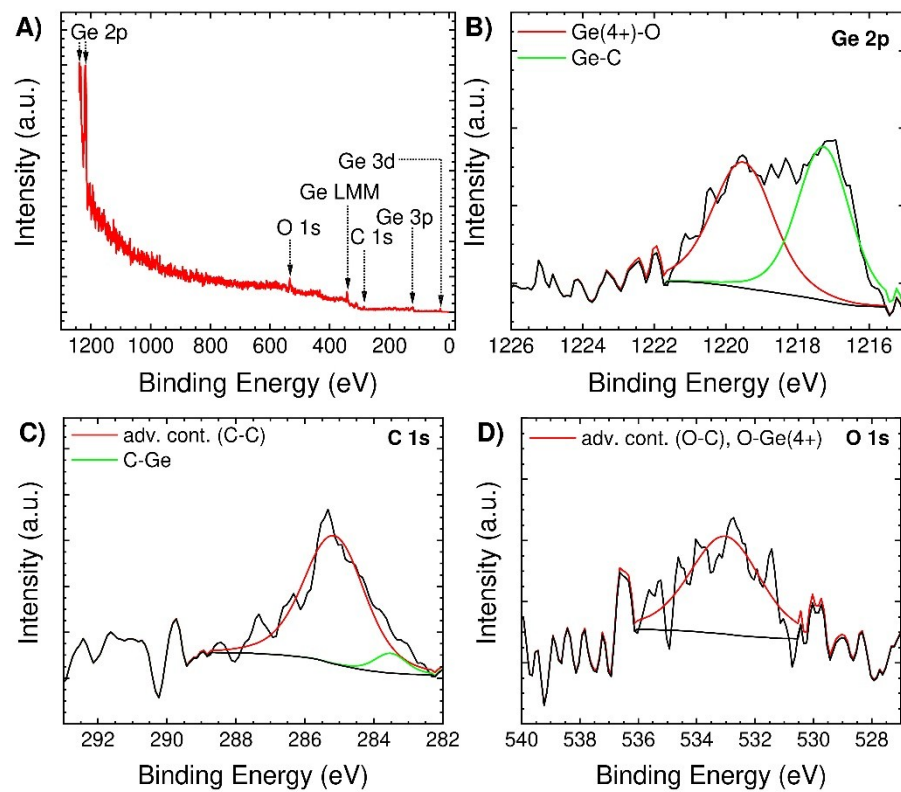 A)
Ge 2p
Ge 3d
Ge LMM
Ge 3p
O 1s
C 1s
Intensity (a.u.)
1200 1000 800 600 400 200 0
Binding Energy (eV)
B)
Ge(4+)-O
Ge-C
Ge 2p
Intensity (a.u.)
1226 1224 1222 1220 1218 1216
Binding Energy (eV)
C)
adv. cont. (C-C)
C-Ge
C 1s
Intensity (a.u.)
292 290 288 286 284 282
Binding Energy (eV)
D)
adv. cont. (O-C), O-Ge(4+)
O 1s
Intensity (a.u.)
540 538 536 534 532 530 528
Binding Energy (eV)